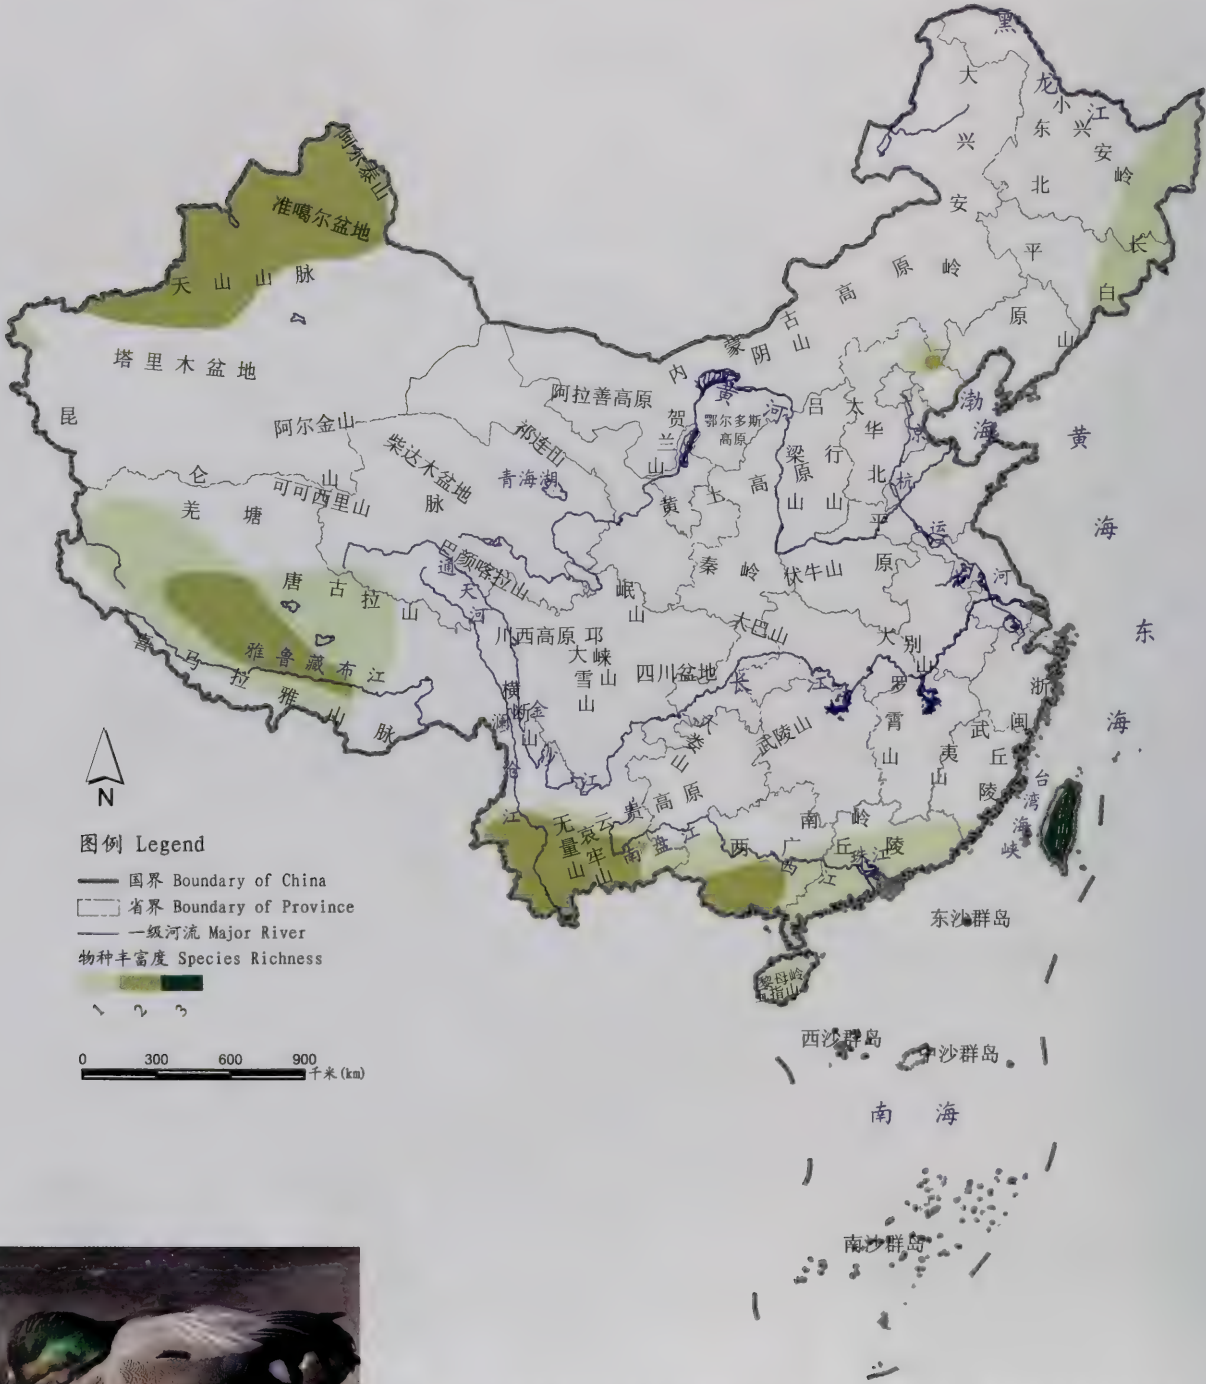 黑
龙
江
大
兴
安
岭
小
兴
安
岭
东
北
平
原
长
白
山
阿尔泰山
准噶尔盆地
天山山脉
塔里木盆地
昆
仑
山
脉
阿尔金山
祁连山
柴达木盆地
青海湖
可可西里山
羌塘
阿拉善高原
贺
兰
山
内
蒙
古
高
原
阴
山
黄
河
鄂尔多斯
高原
吕
梁
山
太
行
山
华
北
平
原
京
杭
运
河
渤
海
黄
海
东
海
黄
土
高
原
秦岭
伏牛山
巴颜喀拉山
通
天
河
唐古拉山
岷
山
川西高原
邛
崃
山
大
雪
山
四川盆地
大巴山
大
别
山
长江
喜马拉雅山脉
雅鲁藏布江
横
断
山
金
沙
江
澜
沧
江
武陵山
罗
霄
山
武
夷
山
浙
闽
丘
陵
台
湾
海
峡
山
南岭
云
贵
高
原
无
量
山
哀
牢
山
南盘江
两广丘陵
西江
珠江
黎母岭
五指山
东沙群岛
西沙群岛
中沙群岛
南海
南沙群岛
N
图例 Legend
国界 Boundary of China
省界 Boundary of Province
一级河流 Major River
物种丰富度 Species Richness
1 2 3
0 300 600 900
千米(km)